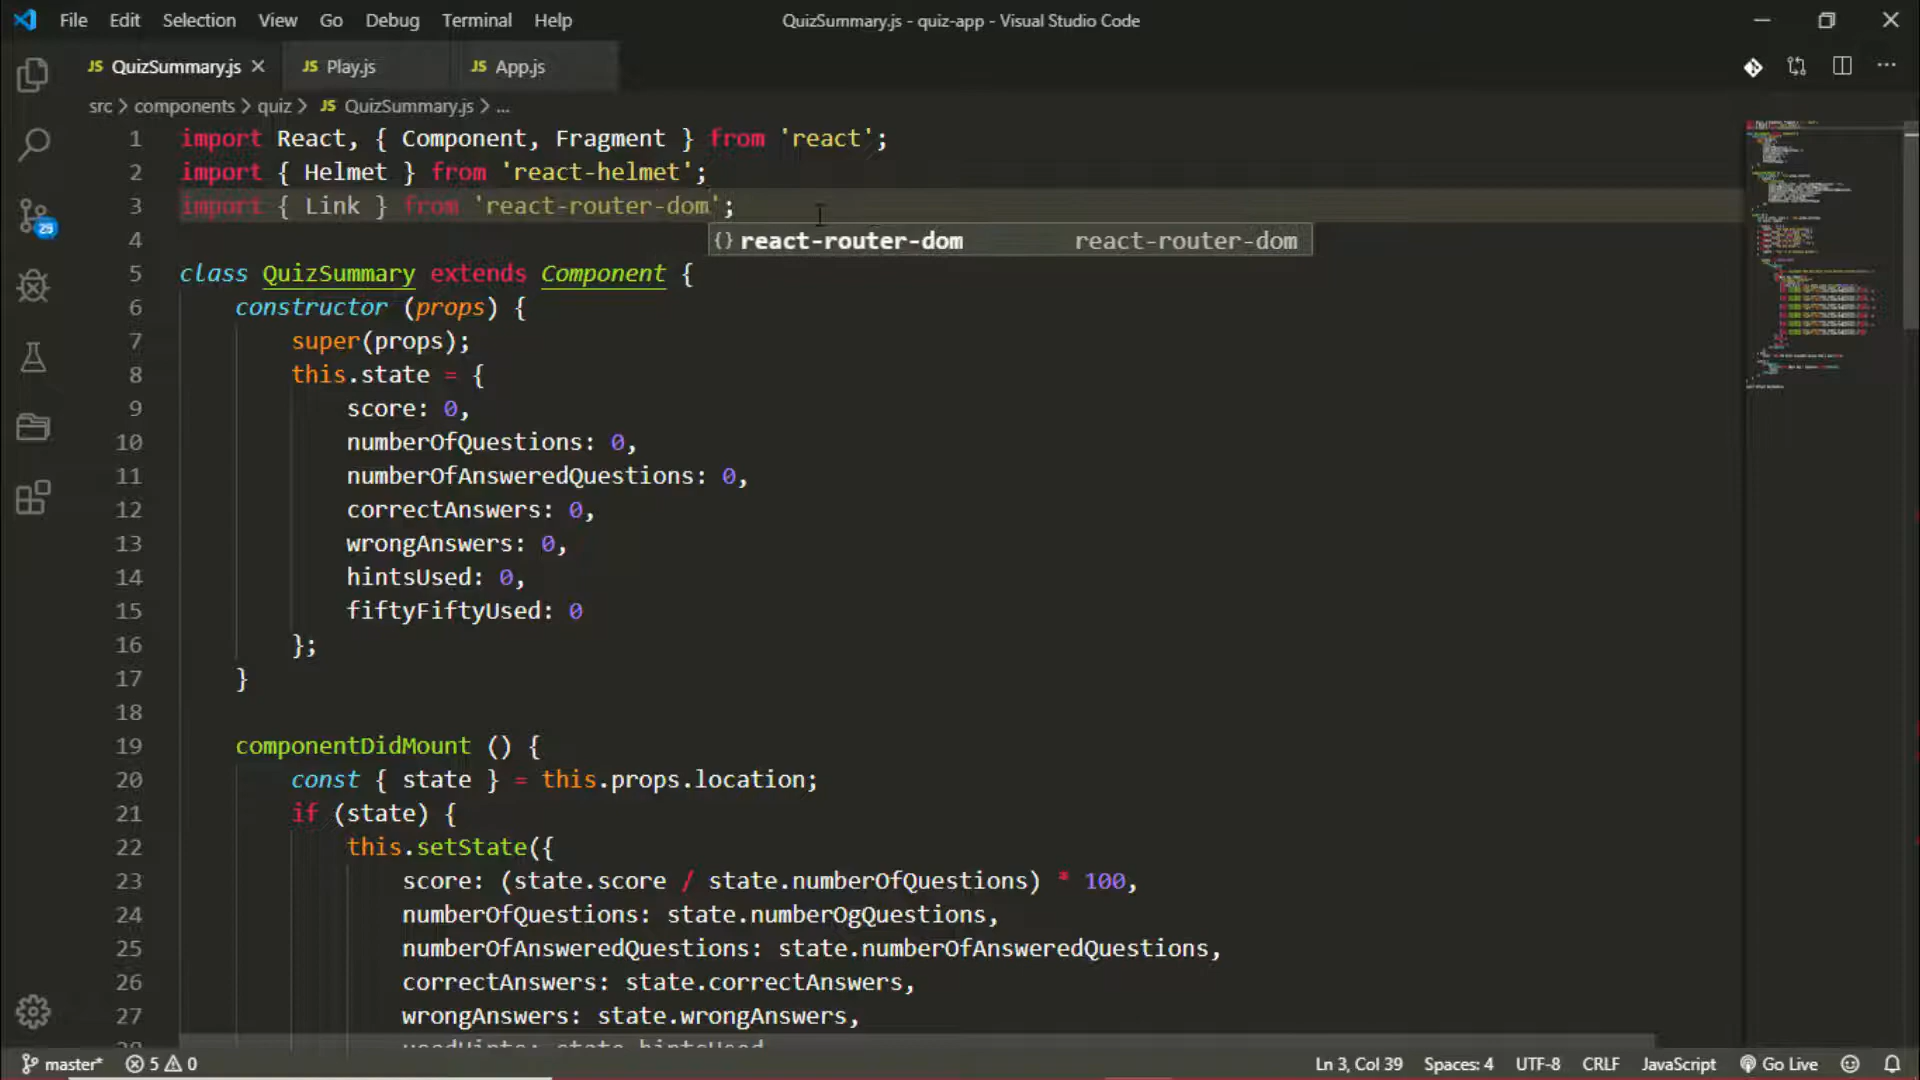 File Edit Selection View Go Debug Terminal Help QuizSummary.js - quiz-app - Visual Studio Code
JS QuizSummary.js JS Play.js JS App.js
src > components > quiz > JS QuizSummary.js > ...
1 import React, { Component, Fragment } from 'react';
2 import { Helmet } from 'react-helmet';
3 import { Link } from 'react-router-dom';
4 {} react-router-dom react-router-dom
5 class QuizSummary extends Component {
6 constructor (props) {
7 super(props);
8 this.state = {
9 score: 0,
10 numberOfQuestions: 0,
11 numberOfAnsweredQuestions: 0,
12 correctAnswers: 0,
13 wrongAnswers: 0,
14 hintsUsed: 0,
15 fiftyFiftyUsed: 0
16 };
17 }
18
19 componentDidMount () {
20 const { state } = this.props.location;
21 if (state) {
22 this.setState({
23 score: (state.score / state.numberOfQuestions) * 100,
24 numberOfQuestions: state.numberOgQuestions,
25 numberOfAnsweredQuestions: state.numberOfAnsweredQuestions,
26 correctAnswers: state.correctAnswers,
27 wrongAnswers: state.wrongAnswers,
29
master* 5 0 Ln 3, Col 39 Spaces: 4 UTF-8 CRLF JavaScript Go Live